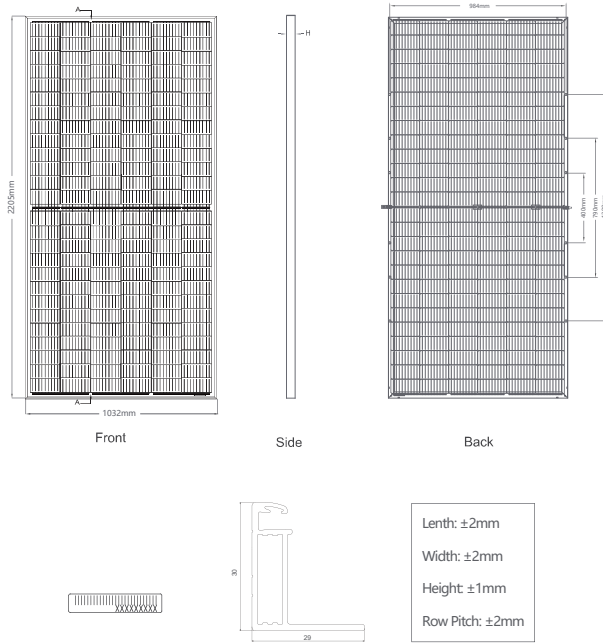 A
984mm
H
2205mm
400mm
790mm
A
1032mm
Front
Side
Back
30
29
Lenth: ±2mm
Width: ±2mm
Height: ±1mm
Row Pitch: ±2mm